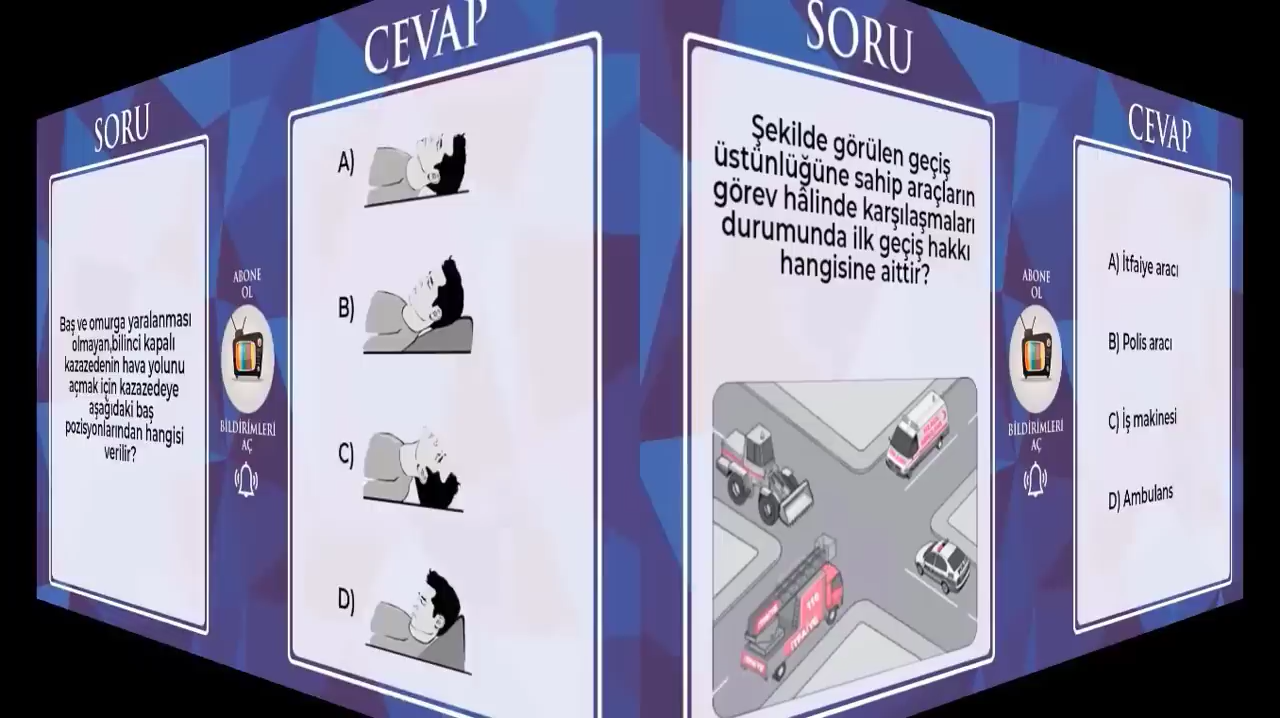 SORU
Baş ve omurga yaralanması
olmayan,bilinci kapalı
kazazedenin hava yolunu
açmak için kazazedeye
aşağıdaki baş
pozisyonlarından hangisi
verilir?
ABONE
OL
BİLDİRİMLERİ
AÇ
CEVAP
A)
B)
C)
D)
SORU
Şekilde görülen geçiş
üstünlüğüne sahip araçların
görev hâlinde karşılaşmaları
durumunda ilk geçiş hakkı
hangisine aittir?
110
İTFAİYE
ABONE
OL
BİLDİRİMLERİ
AÇ
CEVAP
A) İtfaiye aracı
B) Polis aracı
C) İş makinesi
D) Ambulans